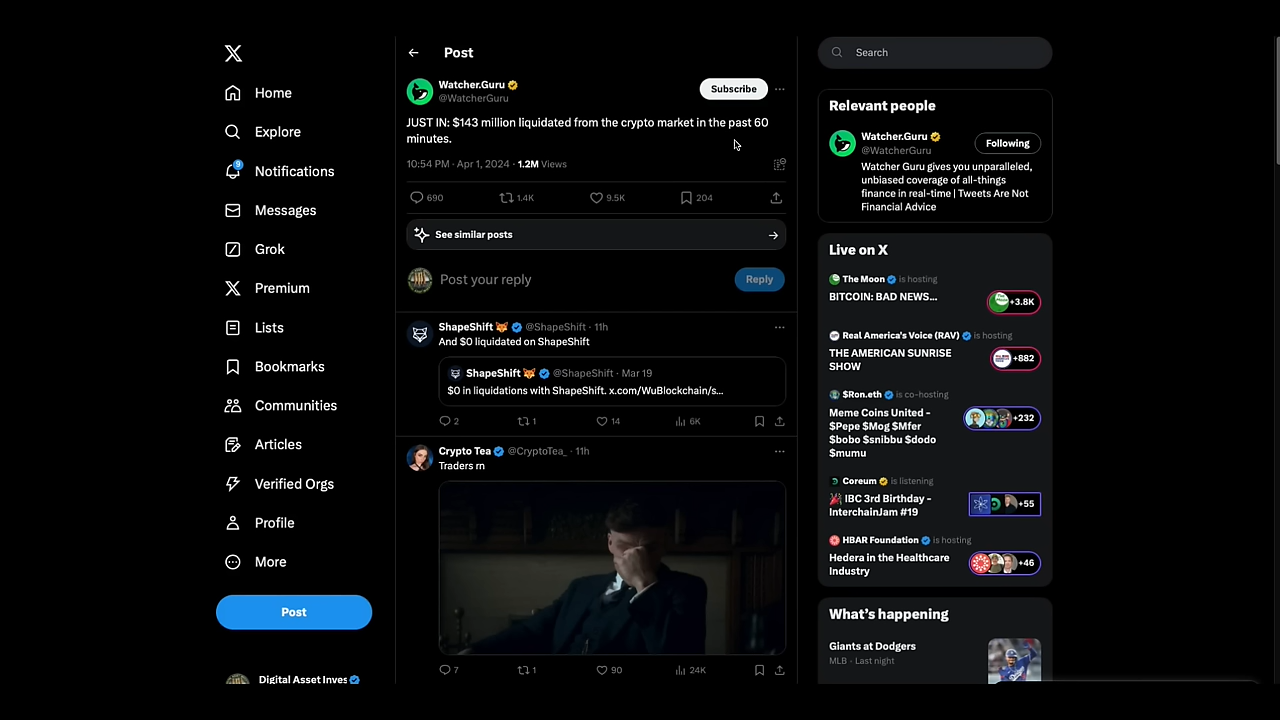 Home
Explore
9
Notifications
Messages
Grok
Premium
Lists
Bookmarks
Communities
Articles
Verified Orgs
Profile
More
Post
Digital Asset Inves
Post
Watcher.Guru
@WatcherGuru
Subscribe
JUST IN: $143 million liquidated from the crypto market in the past 60
minutes.
10:54 PM · Apr 1, 2024 · 1.2M Views
690 1.4K 9.5K 204
See similar posts
Post your reply
Reply
ShapeShift @ShapeShift · 11h
And $0 liquidated on ShapeShift
ShapeShift @ShapeShift · Mar 19
$0 in liquidations with ShapeShift. x.com/WuBlockchain/s...
2 1 14 6K
Crypto Tea @CryptoTea_ · 11h
Traders rn
7 1 90 24K
Search
Relevant people
Watcher.Guru
@WatcherGuru
Following
Watcher Guru gives you unparalleled,
unbiased coverage of all-things
finance in real-time | Tweets Are Not
Financial Advice
Live on X
The Moon is hosting
BITCOIN: BAD NEWS...
+3.8K
Real America's Voice (RAV) is hosting
THE AMERICAN SUNRISE
SHOW
+882
$Ron.eth is co-hosting
Meme Coins United -
$Pepe $Mog $Mfer
$bobo $snibbu $dodo
$mumu
+232
Coreum is listening
IBC 3rd Birthday -
InterchainJam #19
+55
HBAR Foundation is hosting
Hedera in the Healthcare
Industry
+46
What's happening
Giants at Dodgers
MLB · Last night